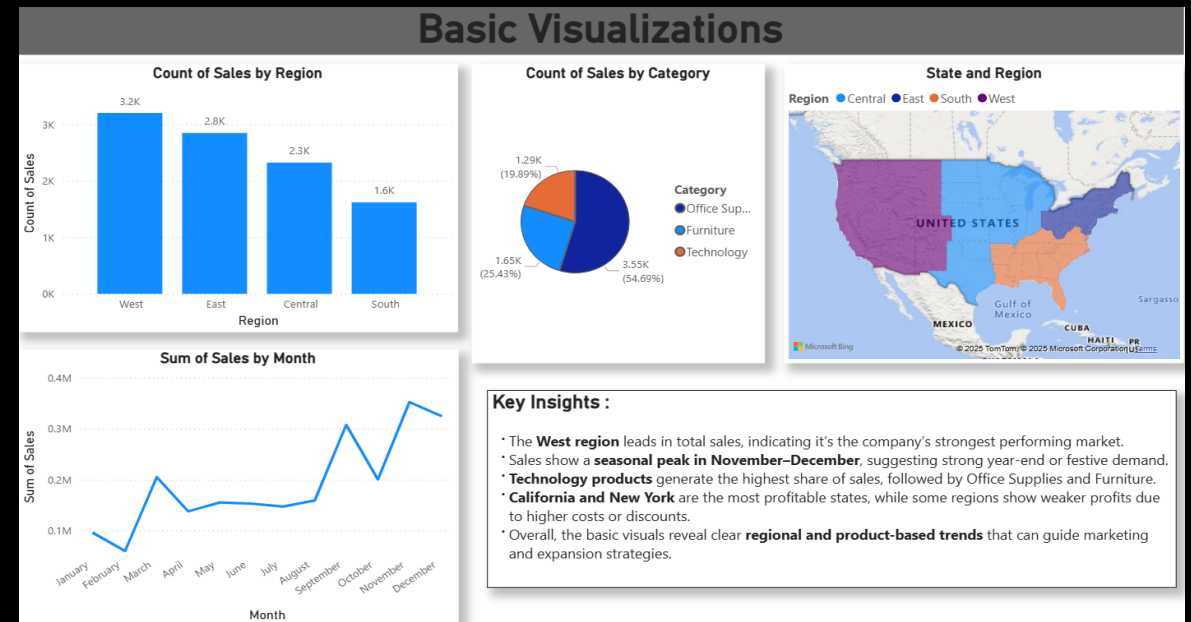 Basic Visualizations
Count of Sales by Region
3.2K
2.8K
2.3K
1.6K
3K
2K
1K
0K
Count of Sales
West
East
Central
South
Region
Count of Sales by Category
1.29K
(19.89%)
1.65K
(25.43%)
3.55K
(54.69%)
Category
Office Sup...
Furniture
Technology
State and Region
Region Central East South West
UNITED STATES
Gulf of
Mexico
Sargasso
MEXICO
CUBA
HAITI
PR
US
Microsoft Bing
© 2025 TomTom, © 2025 Microsoft Corporation Terms
Sum of Sales by Month
0.4M
0.3M
0.2M
0.1M
Sum of Sales
January
February
March
April
May
June
July
August
September
October
November
December
Month
Key Insights :
· The West region leads in total sales, indicating it's the company's strongest performing market.
· Sales show a seasonal peak in November–December, suggesting strong year-end or festive demand.
· Technology products generate the highest share of sales, followed by Office Supplies and Furniture.
· California and New York are the most profitable states, while some regions show weaker profits due
to higher costs or discounts.
· Overall, the basic visuals reveal clear regional and product-based trends that can guide marketing
and expansion strategies.